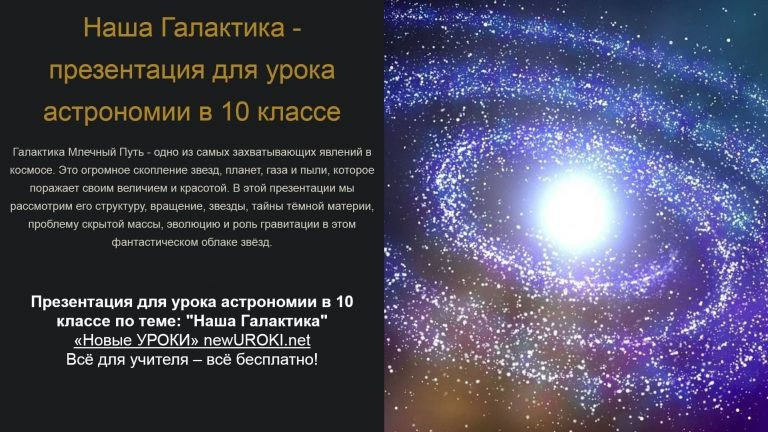 Наша Галактика -
презентация для урока
астрономии в 10 классе
Галактика Млечный Путь - одно из самых захватывающих явлений в
космосе. Это огромное скопление звезд, планет, газа и пыли, которое
поражает своим величием и красотой. В этой презентации мы
рассмотрим его структуру, вращение, звезды, тайны тёмной материи,
проблему скрытой массы, эволюцию и роль гравитации в этом
фантастическом облаке звёзд.
Презентация для урока астрономии в 10
классе по теме: "Наша Галактика"
«Новые УРОКИ» newUROKI.net
Всё для учителя – всё бесплатно!